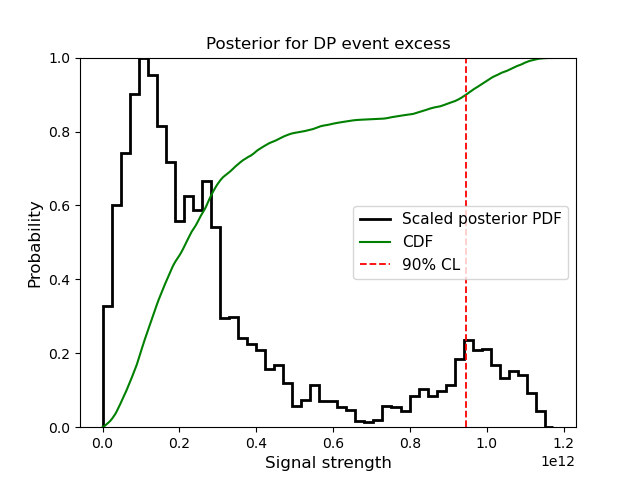 Posterior for DP event excess
1.0
0.8
0.6
0.4
0.2
0.0
Probability
Scaled posterior PDF
CDF
90% CL
0.0 0.2 0.4 0.6 0.8 1.0 1.2
1e12
Signal strength